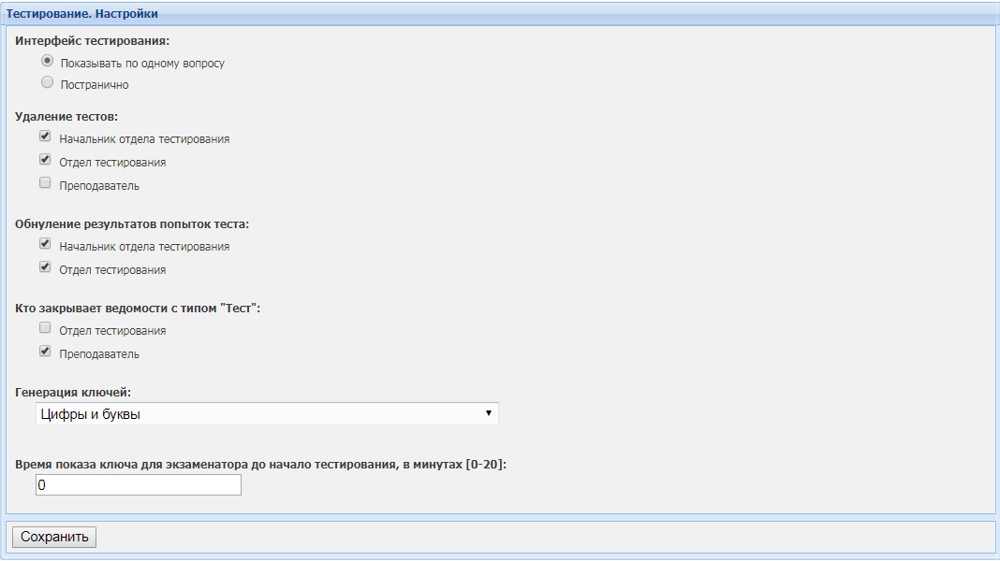 Тестирование. Настройки
Интерфейс тестирования:
Показывать по одному вопросу
Постранично
Удаление тестов:
Начальник отдела тестирования
Отдел тестирования
Преподаватель
Обнуление результатов попыток теста:
Начальник отдела тестирования
Отдел тестирования
Кто закрывает ведомости с типом "Тест":
Отдел тестирования
Преподаватель
Генерация ключей:
Цифры и буквы
Время показа ключа для экзаменатора до начало тестирования, в минутах [0-20]:
0
Сохранить